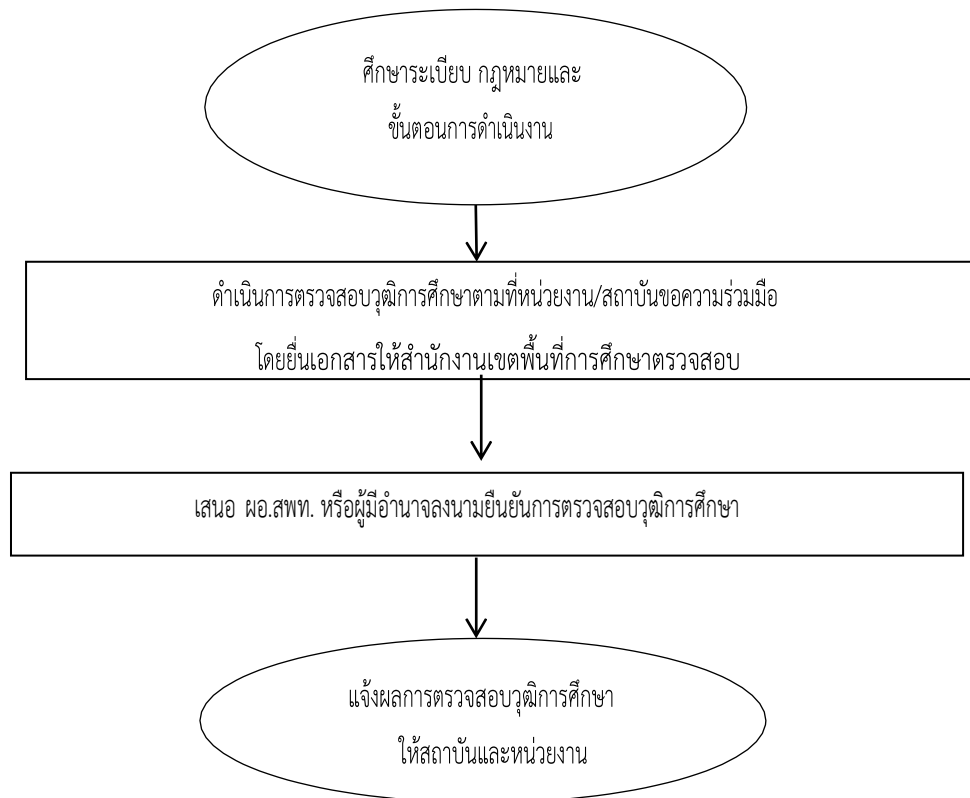 ศึกษาระเบียบ กฎหมายและ
ขั้นตอนการดำเนินงาน
ดำเนินการตรวจสอบวุฒิการศึกษาตามที่หน่วยงาน/สถาบันขอความร่วมมือ
โดยยื่นเอกสารให้สำนักงานเขตพื้นที่การศึกษาตรวจสอบ
เสนอ ผอ.สพท. หรือผู้มีอำนาจลงนามยืนยันการตรวจสอบวุฒิการศึกษา
แจ้งผลการตรวจสอบวุฒิการศึกษา
ให้สถาบันและหน่วยงาน